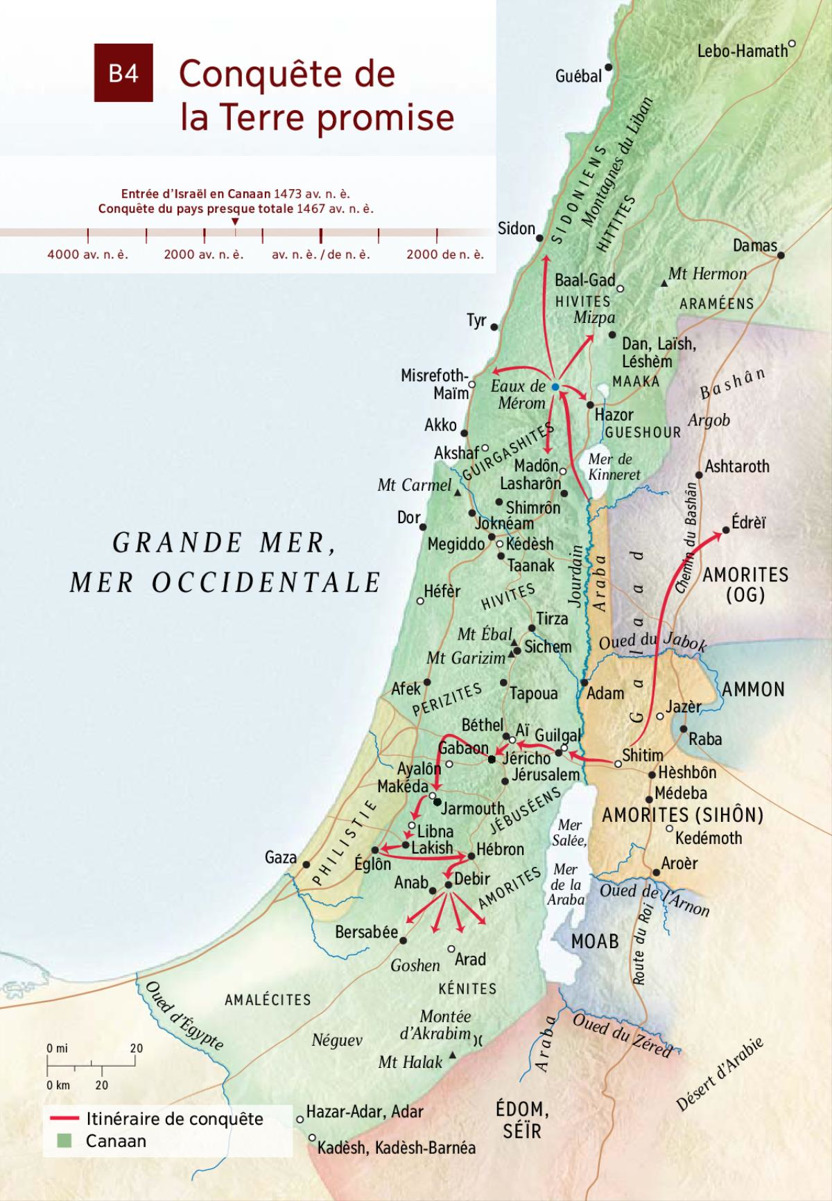 B4
Conquête de
la Terre promise
Entrée d’Israël en Canaan 1473 av. n. è.
Conquête du pays presque totale 1467 av. n. è.
4000 av. n. è.
2000 av. n. è.
av. n. è. / de n. è.
2000 de n. è.
Lebo-Hamath
Guébal
Montagnes du Liban
SIDONIENS
HITTITES
Sidon
Damas
Baal-Gad
Mt Hermon
HIVITES
ARAMÉENS
Mizpa
Tyr
Dan, Laïsh,
Léshèm
Misrefoth-
Maïm
Eaux de
Mérom
MAAKA
Bashân
Hazor
Argob
Akko
GUESHOUR
Akshaf
GUIRGASHITES
Mer de
Kinneret
Madôn
Ashtaroth
Lasharôn
Mt Carmel
Shimrôn
Dor
Joknéam
Édrèï
Chemin du Bashân
Megiddo
Kédèsh
Taanak
GRANDE MER,
MER OCCIDENTALE
Jourdain
Araba
Galaad
AMORITES
(OG)
Héfèr
HIVITES
Tirza
Mt Ébal
Sichem
Oued du Jabok
Mt Garizim
Afek
PERIZITES
Tapoua
Adam
AMMON
Jazèr
Béthel
Aï
Guilgal
Raba
Gabaon
Jéricho
Shitim
Ayalôn
Jérusalem
Hèshbôn
Makéda
Médeba
Jarmouth
JÉBUSÉENS
AMORITES (SIHÔN)
PHILISTIE
Libna
Mer
Salée,
Mer
de la
Araba
Kedémoth
Lakish
Hébron
Gaza
Églôn
Aroèr
Anab
Debir
AMORITES
Oued de l’Arnon
Bersabée
MOAB
Route du Roi
Goshen
Arad
KÉNITES
AMALÉCITES
Oued d’Égypte
Montée
d’Akrabim
Néguev
Araba
Oued du Zéred
Mt Halak
Désert d’Arabie
0 mi
20
0 km
20
ÉDOM,
SÉÏR
Hazar-Adar, Adar
Itinéraire de conquête
Canaan
Kadèsh, Kadèsh-Barnéa